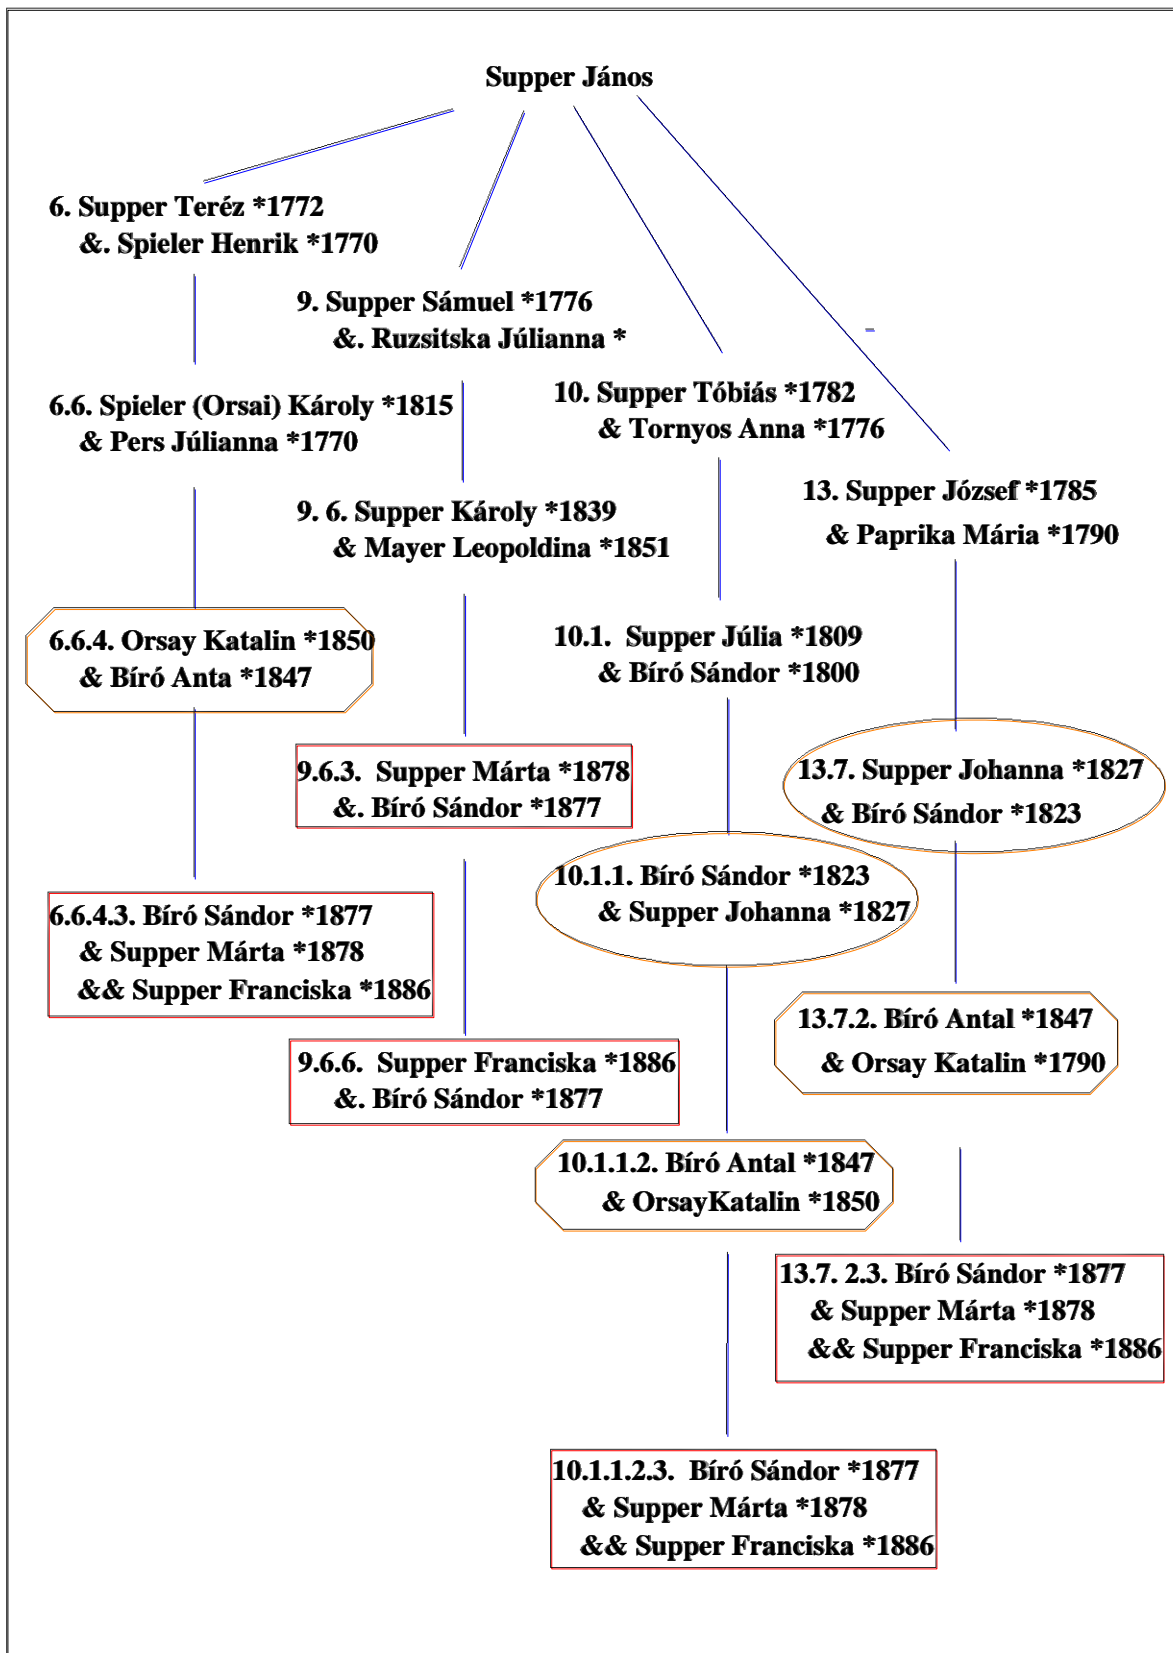 Supper János
6. Supper Teréz *1772
&. Spieler Henrik *1770
9. Supper Sámuel *1776
&. Ruzsitska Júlianna *
10. Supper Tóbiás *1782
& Tornyos Anna *1776
6.6. Spieler (Orsai) Károly *1815
& Pers Júlianna *1770
13. Supper József *1785
& Paprika Mária *1790
9. 6. Supper Károly *1839
& Mayer Leopoldina *1851
6.6.4. Orsay Katalin *1850
& Bíró Anta *1847
10.1. Supper Júlia *1809
& Bíró Sándor *1800
9.6.3. Supper Márta *1878
&. Bíró Sándor *1877
13.7. Supper Johanna *1827
& Bíró Sándor *1823
10.1.1. Bíró Sándor *1823
& Supper Johanna *1827
6.6.4.3. Bíró Sándor *1877
& Supper Márta *1878
&& Supper Franciska *1886
13.7.2. Bíró Antal *1847
& Orsay Katalin *1790
9.6.6. Supper Franciska *1886
&. Bíró Sándor *1877
10.1.1.2. Bíró Antal *1847
& OrsayKatalin *1850
13.7. 2.3. Bíró Sándor *1877
& Supper Márta *1878
&& Supper Franciska *1886
10.1.1.2.3. Bíró Sándor *1877
& Supper Márta *1878
&& Supper Franciska *1886